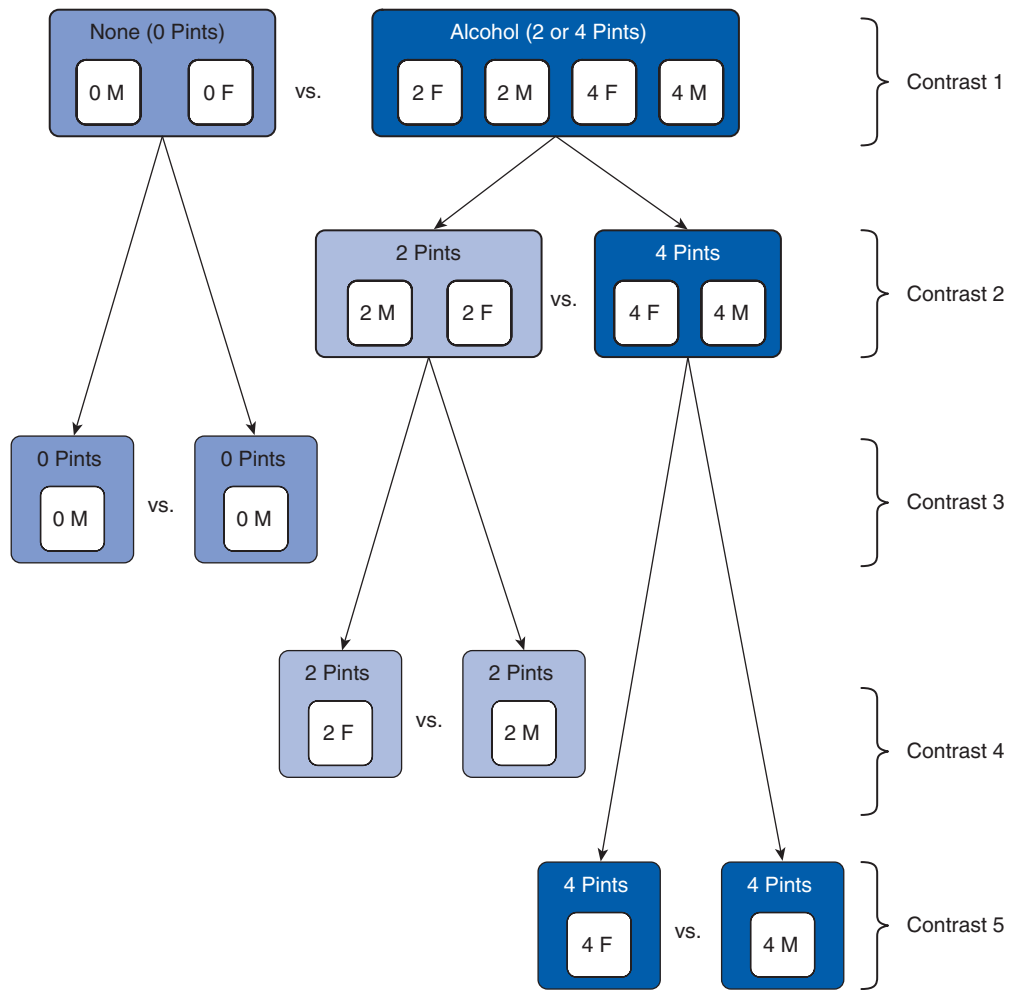 None (0 Pints)
0 M
0 F
vs.
Alcohol (2 or 4 Pints)
2 F
2 M
4 F
4 M
Contrast 1
2 Pints
2 M
2 F
vs.
4 Pints
4 F
4 M
Contrast 2
0 Pints
0 M
vs.
0 Pints
0 M
Contrast 3
2 Pints
2 F
vs.
2 Pints
2 M
Contrast 4
4 Pints
4 F
vs.
4 Pints
4 M
Contrast 5